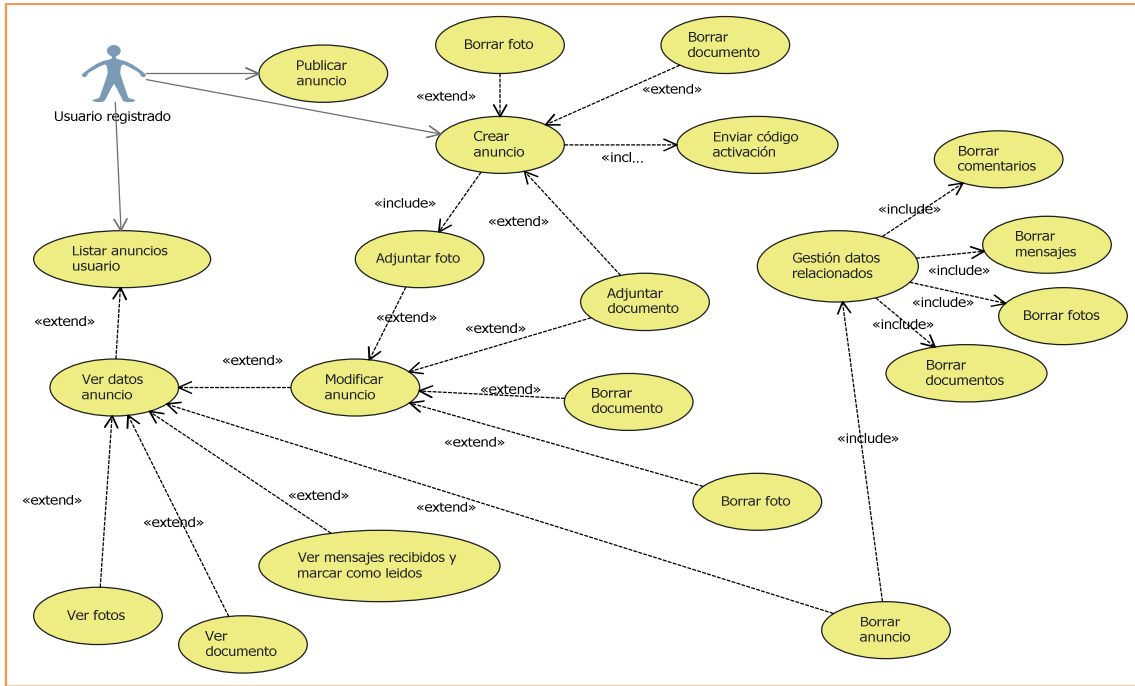 Borrar foto
Borrar
documento
Publicar
anuncio
«extend»
«extend»
Usuario registrado
Crear
anuncio
Enviar código
activación
«incl...
Borrar
comentarios
«include»
«include»
«extend»
Listar anuncios
usuario
Adjuntar foto
Gestión datos
relacionados
Borrar
mensajes
«include»
Adjuntar
documento
«include»
Borrar fotos
«extend»
«extend»
«extend»
«include»
«extend»
Ver datos
anuncio
Modificar
anuncio
«extend»
Borrar
documento
Borrar
documentos
«extend»
«include»
«extend»
«extend»
«extend»
«extend»
Borrar foto
Ver mensajes recibidos y
marcar como leidos
Ver fotos
Ver
documento
Borrar
anuncio